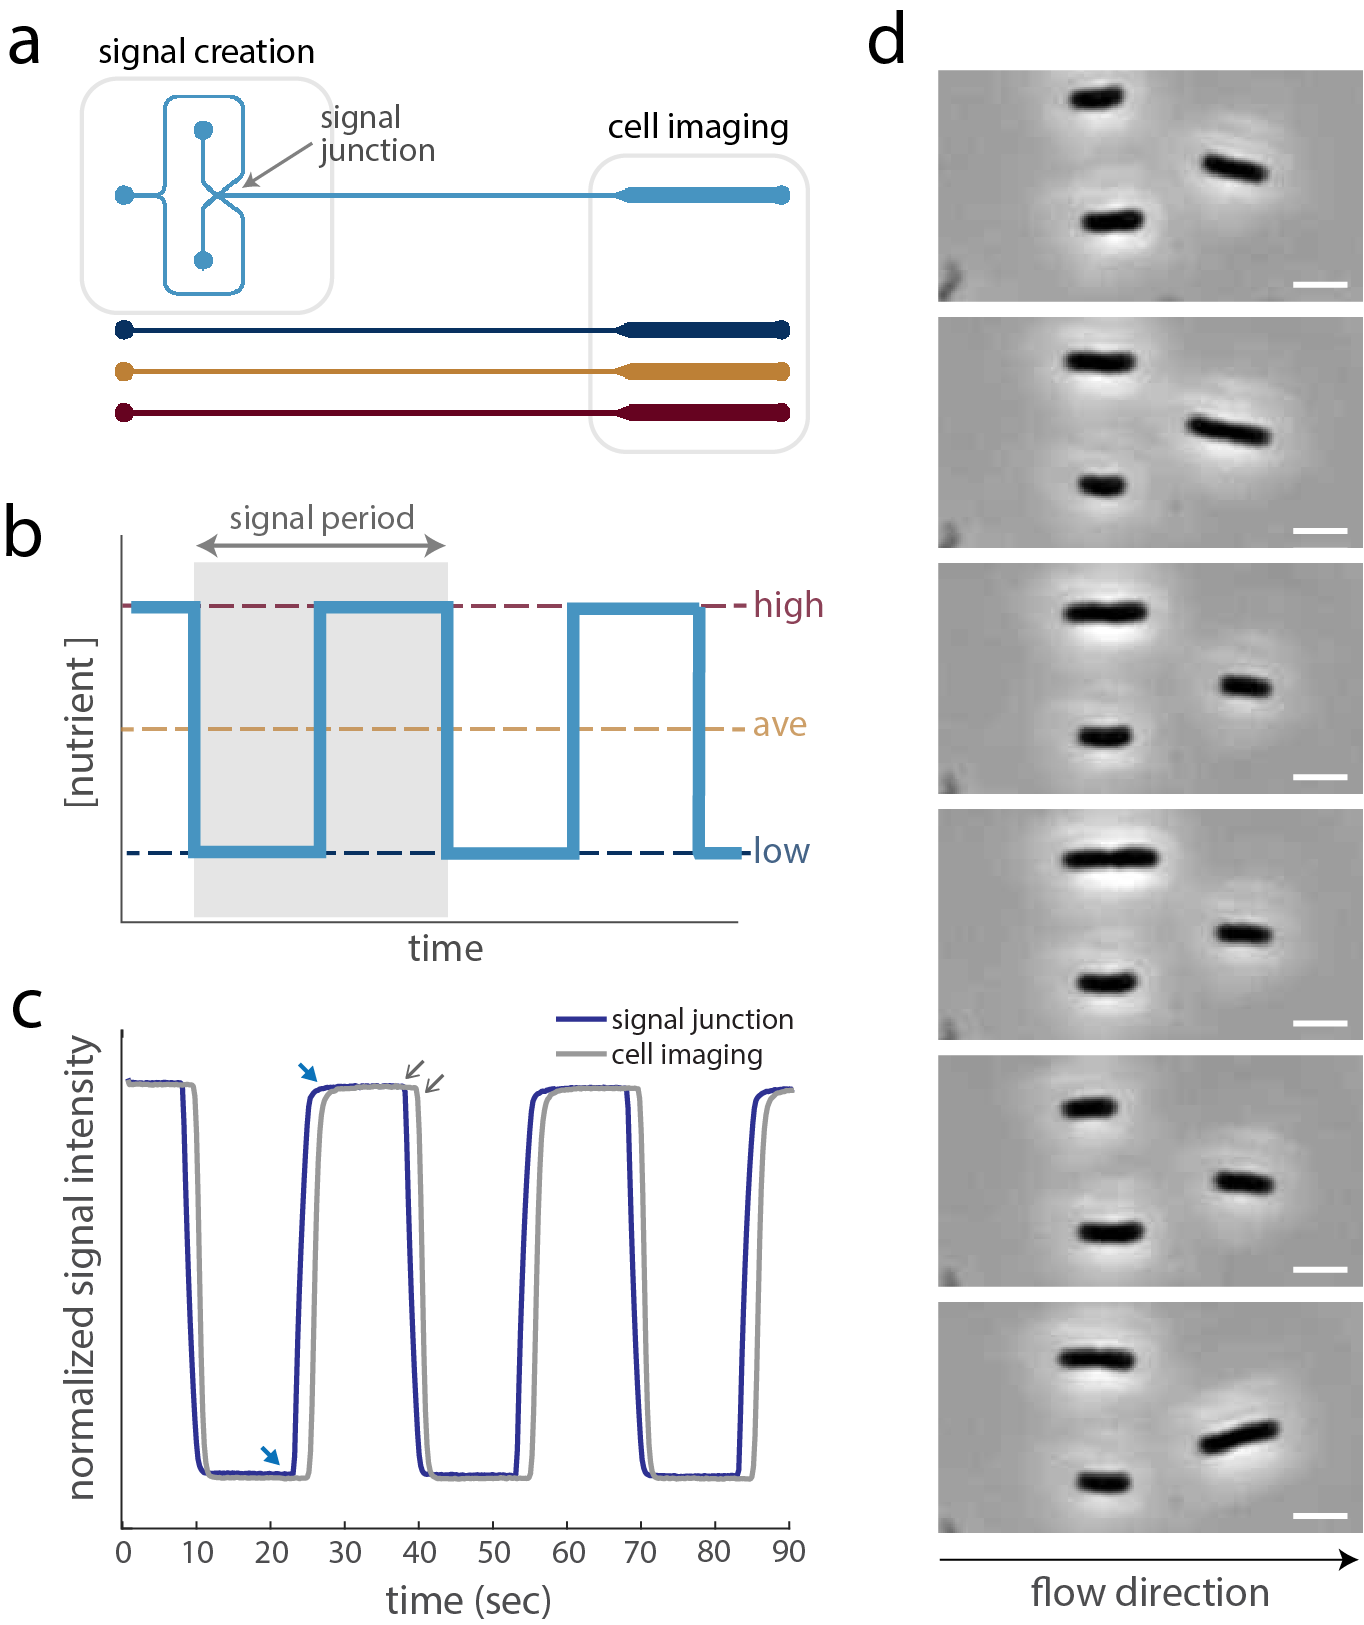 a
signal creation
signal
junction
cell imaging
b
signal period
[nutrient ]
high
ave
low
time
c
signal junction
cell imaging
normalized signal intensity
0 10 20 30 40 50 60 70 80 90
time (sec)
d
flow direction